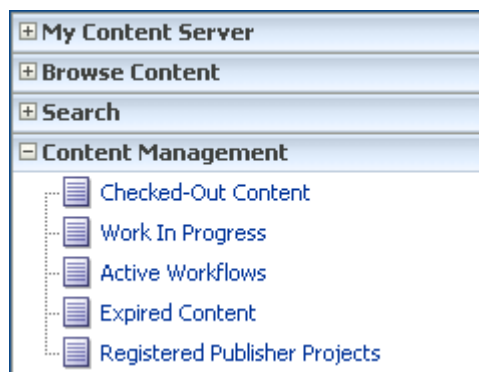 My Content Server
Browse Content
Search
Content Management
Checked-Out Content
Work In Progress
Active Workflows
Expired Content
Registered Publisher Projects